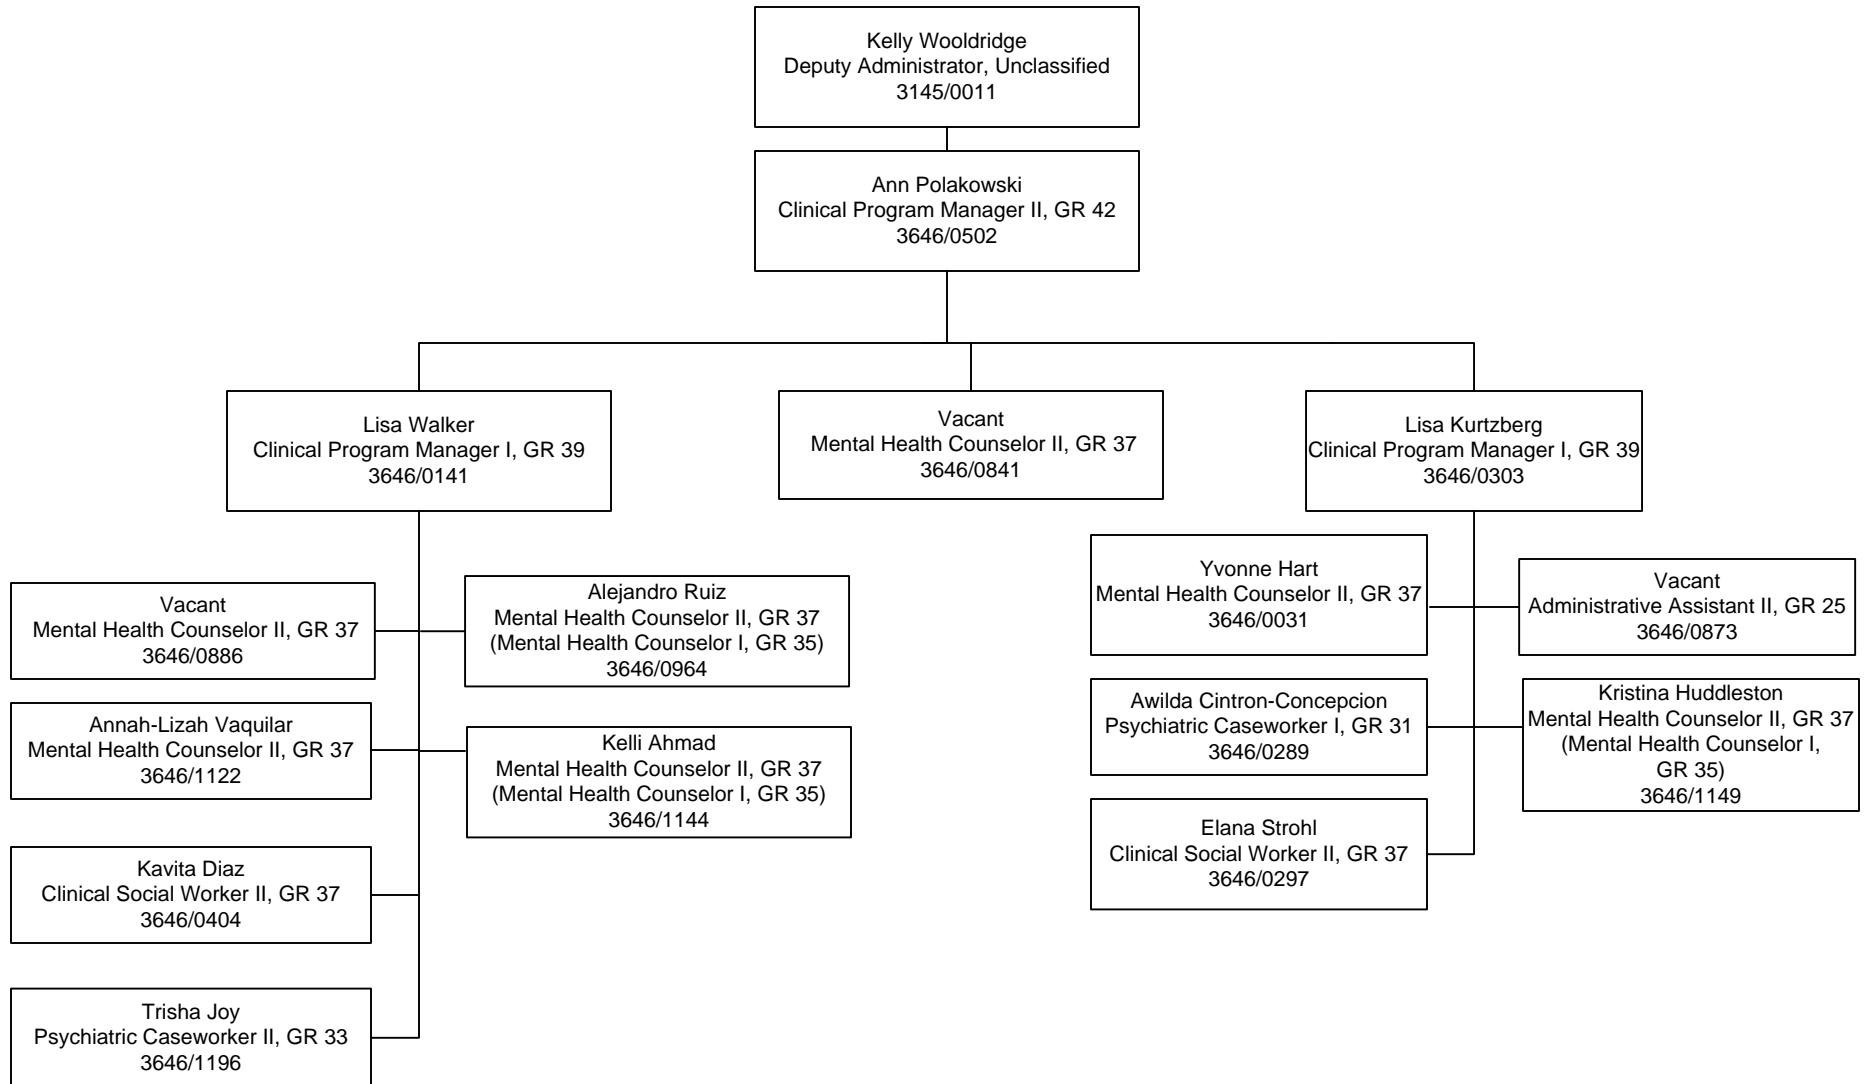 Kelly Wooldridge
Deputy Administrator, Unclassified
3145/0011
Ann Polakowski
Clinical Program Manager II, GR 42
3646/0502
Lisa Walker
Clinical Program Manager I, GR 39
3646/0141
Vacant
Mental Health Counselor II, GR 37
3646/0841
Lisa Kurtzberg
Clinical Program Manager I, GR 39
3646/0303
Vacant
Mental Health Counselor II, GR 37
3646/0886
Alejandro Ruiz
Mental Health Counselor II, GR 37
(Mental Health Counselor I, GR 35)
3646/0964
Annah-Lizah Vaquilar
Mental Health Counselor II, GR 37
3646/1122
Kelli Ahmad
Mental Health Counselor II, GR 37
(Mental Health Counselor I, GR 35)
3646/1144
Kavita Diaz
Clinical Social Worker II, GR 37
3646/0404
Trisha Joy
Psychiatric Caseworker II, GR 33
3646/1196
Yvonne Hart
Mental Health Counselor II, GR 37
3646/0031
Vacant
Administrative Assistant II, GR 25
3646/0873
Awilda Cintron-Concepcion
Psychiatric Caseworker I, GR 31
3646/0289
Kristina Huddleston
Mental Health Counselor II, GR 37
(Mental Health Counselor I,
GR 35)
3646/1149
Elana Strohl
Clinical Social Worker II, GR 37
3646/0297